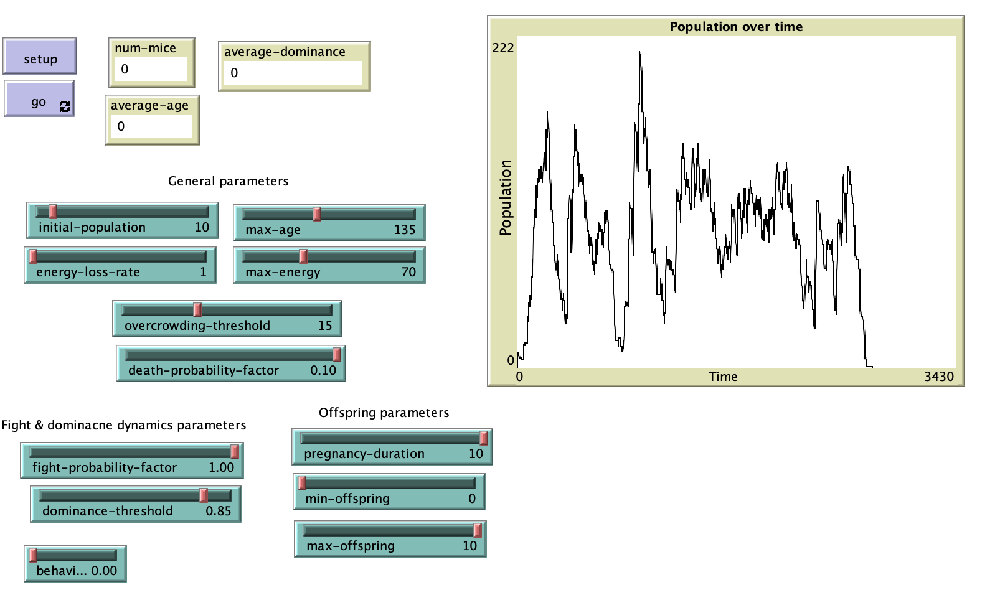 setup
go
num-mice
0
average-dominance
0
average-age
0
General parameters
initial-population 10
max-age 135
energy-loss-rate 1
max-energy 70
overcrowding-threshold 15
death-probability-factor 0.10
Fight & dominacne dynamics parameters
fight-probability-factor 1.00
dominance-threshold 0.85
behavi... 0.00
Offspring parameters
pregnancy-duration 10
min-offspring 0
max-offspring 10
Population over time
222
Population
0
0 Time 3430